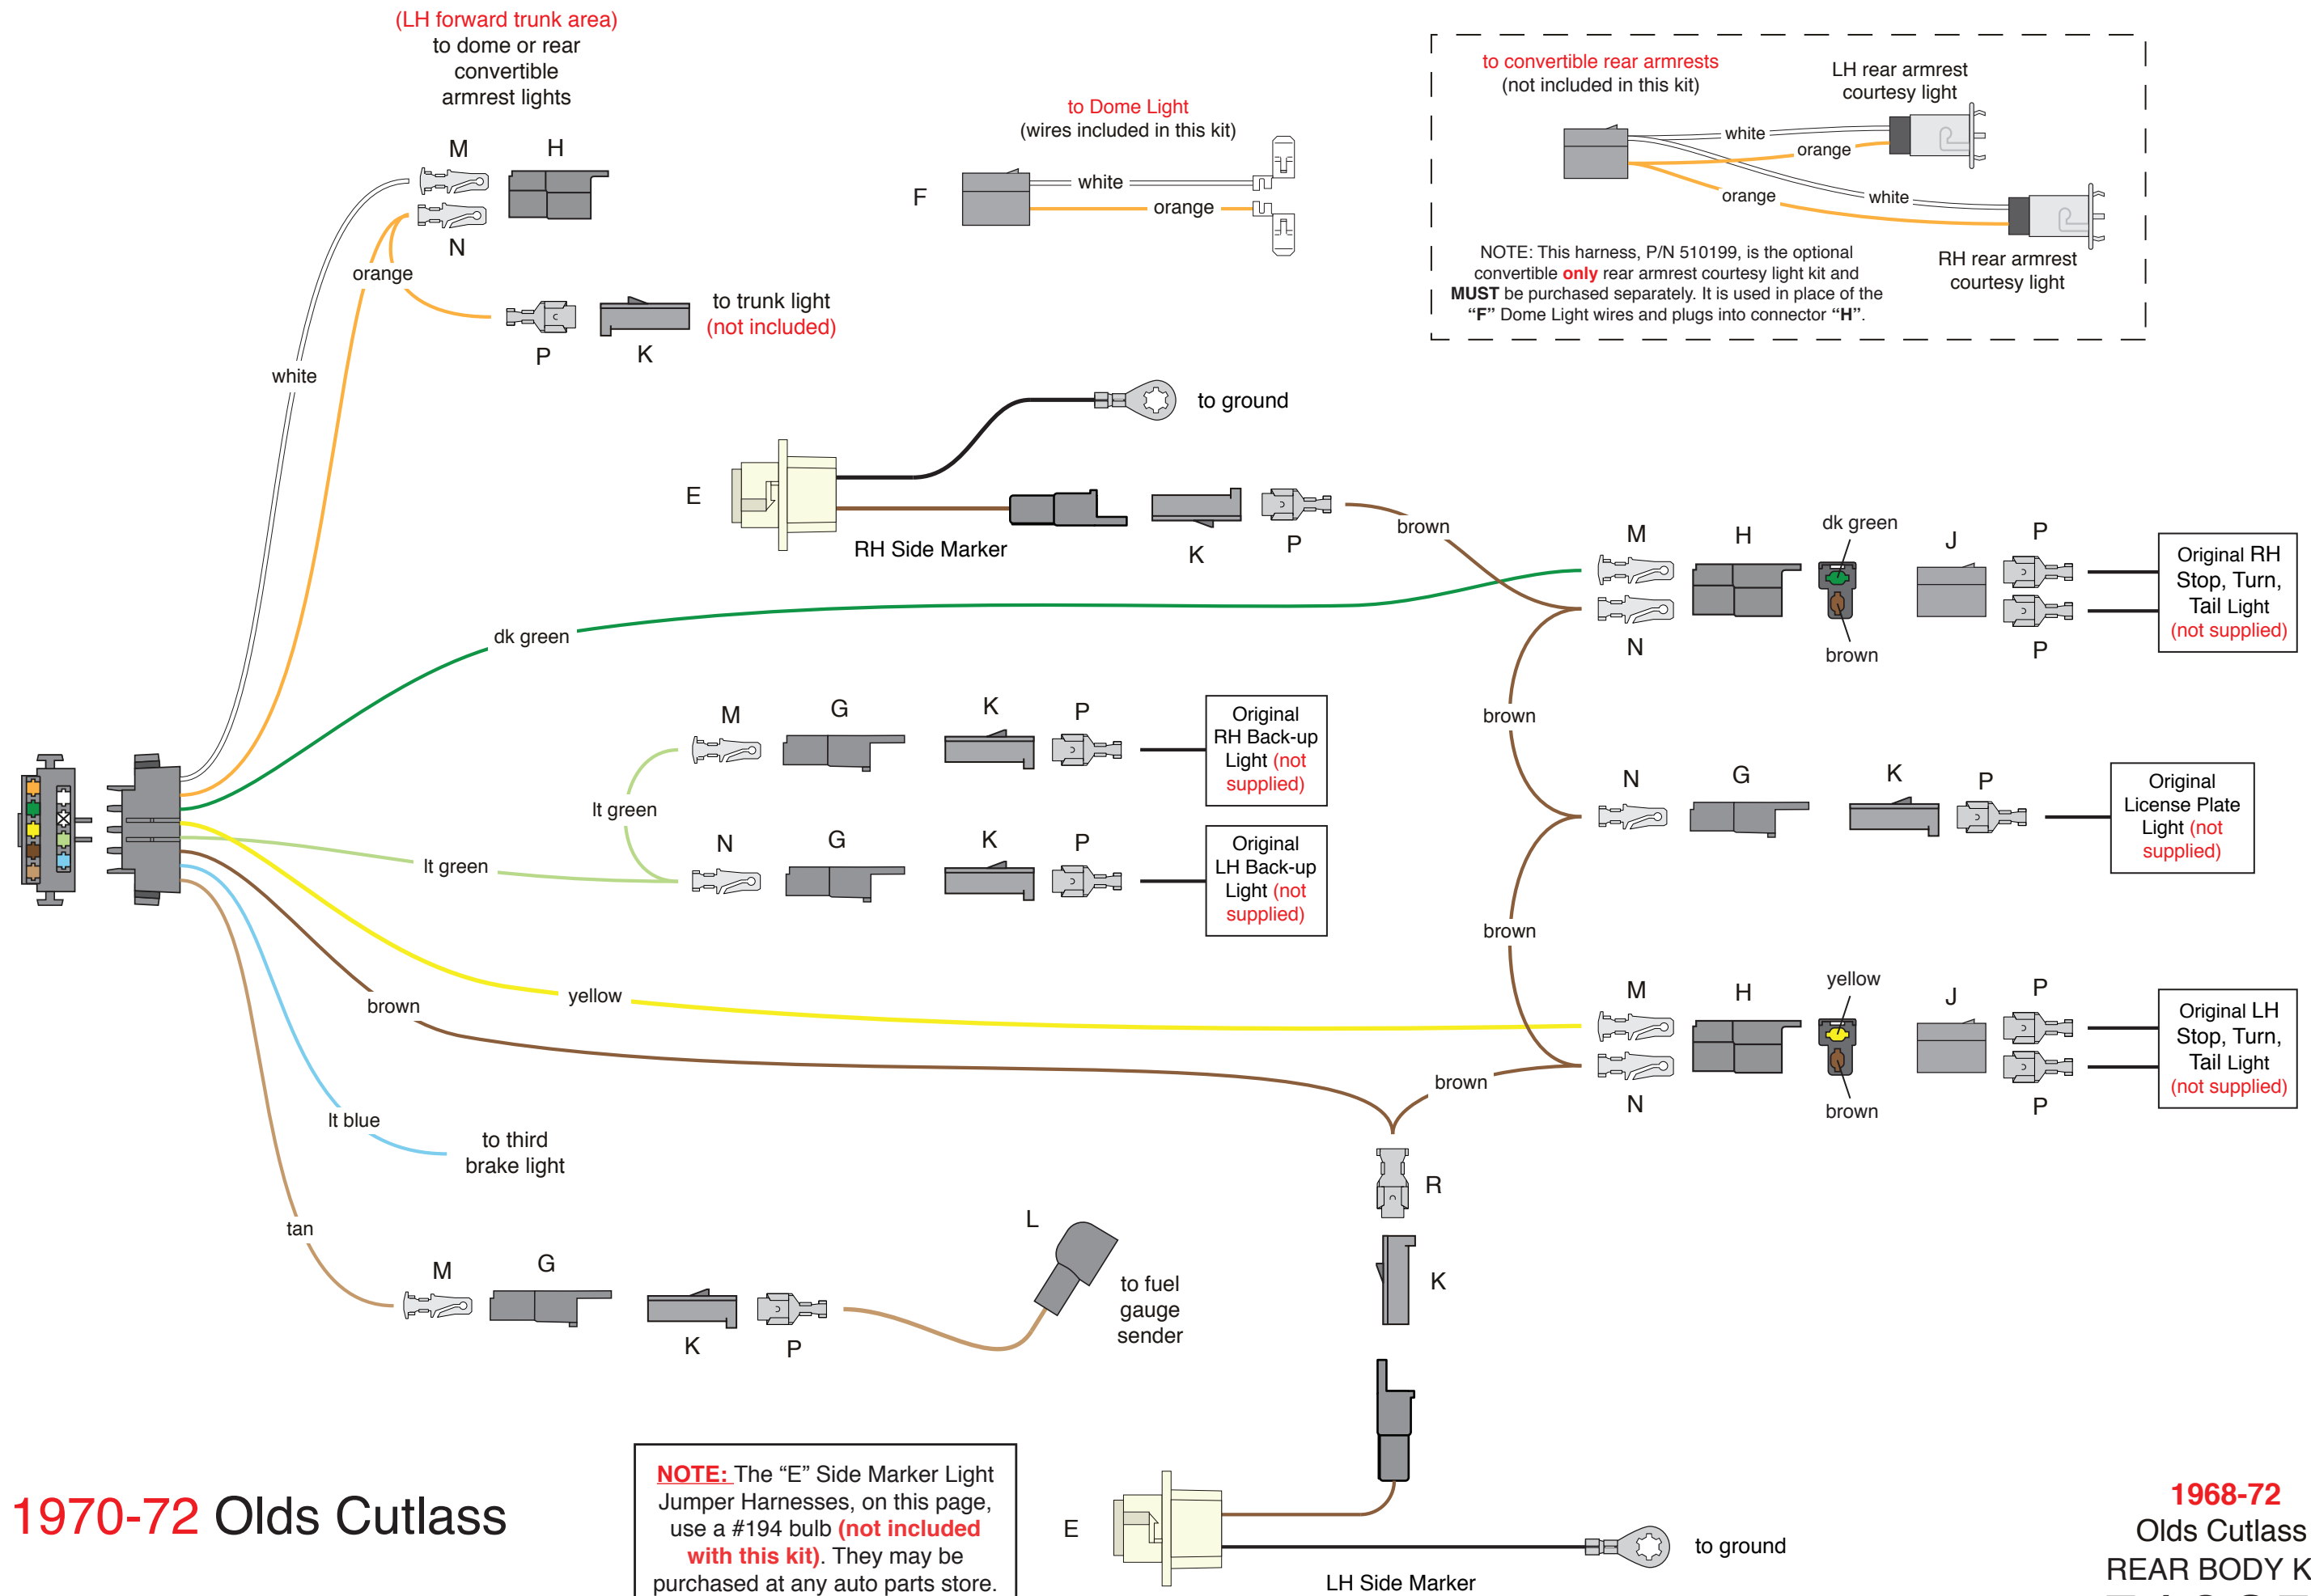 (LH forward trunk area)
to dome or rear
convertible
armrest lights
M
H
N
orange
to trunk light
(not included)
P
K
white
to Dome Light
(wires included in this kit)
F
white
orange
to convertible rear armrests
(not included in this kit)
LH rear armrest
courtesy light
white
orange
orange
white
RH rear armrest
courtesy light
NOTE: This harness, P/N 510199, is the optional
convertible only rear armrest courtesy light kit and
MUST be purchased separately. It is used in place of the
“F” Dome Light wires and plugs into connector “H”.
to ground
E
RH Side Marker
K
P
brown
dk green
M
H
dk green
J
P
N
brown
P
Original RH
Stop, Turn,
Tail Light
(not supplied)
M
G
K
P
Original
RH Back-up
Light (not
supplied)
lt green
lt green
N
G
K
P
Original
LH Back-up
Light (not
supplied)
brown
N
G
K
P
Original
License Plate
Light (not
supplied)
brown
yellow
brown
M
H
yellow
J
P
N
brown
P
Original LH
Stop, Turn,
Tail Light
(not supplied)
brown
lt blue
to third
brake light
R
K
tan
M
G
K
P
L
to fuel
gauge
sender
1970-72 Olds Cutlass
NOTE: The “E” Side Marker Light
Jumper Harnesses, on this page,
use a #194 bulb (not included
with this kit). They may be
purchased at any auto parts store.
E
to ground
LH Side Marker
1968-72
Olds Cutlass
REAR BODY K